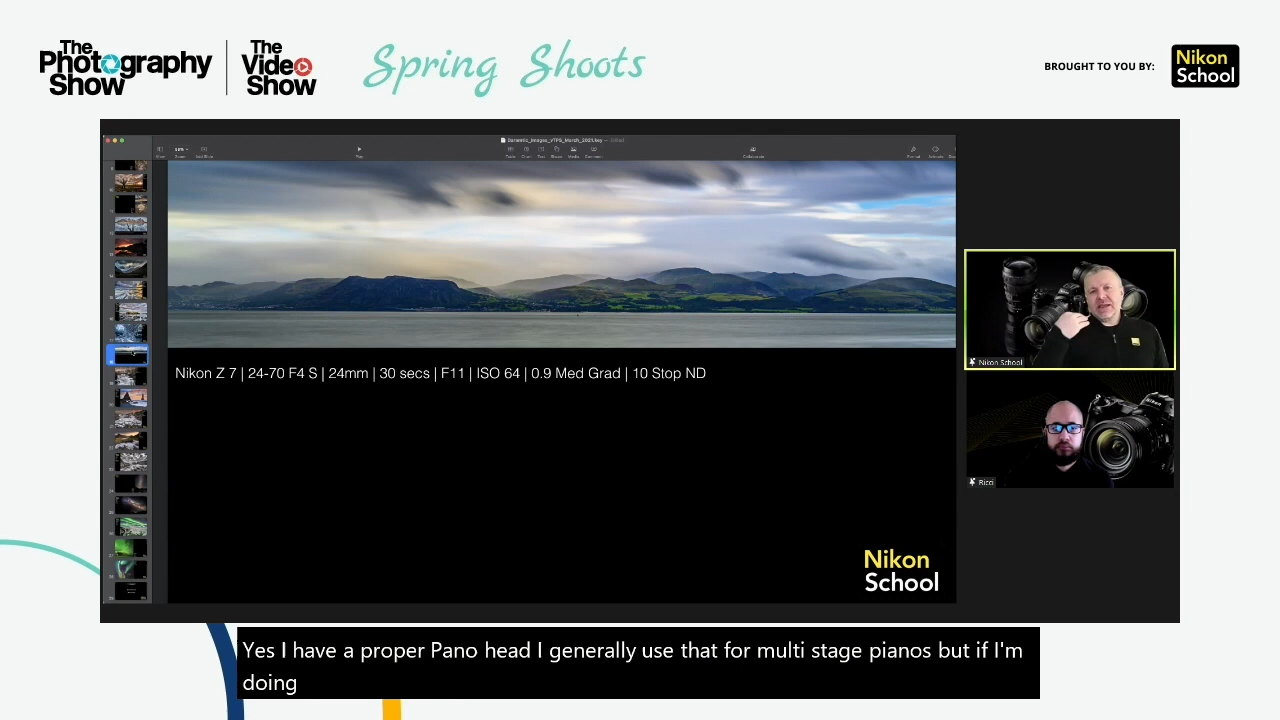 The
Photography
Show
The
Video
Show
Spring Shoots
BROUGHT TO YOU BY:
Nikon
School
Nikon Z 7 | 24-70 F4 S | 24mm | 30 secs | F11 | ISO 64 | 0.9 Med Grad | 10 Stop ND
Nikon School
Ricci
Nikon
School
Yes I have a proper Pano head I generally use that for multi stage pianos but if I'm
doing